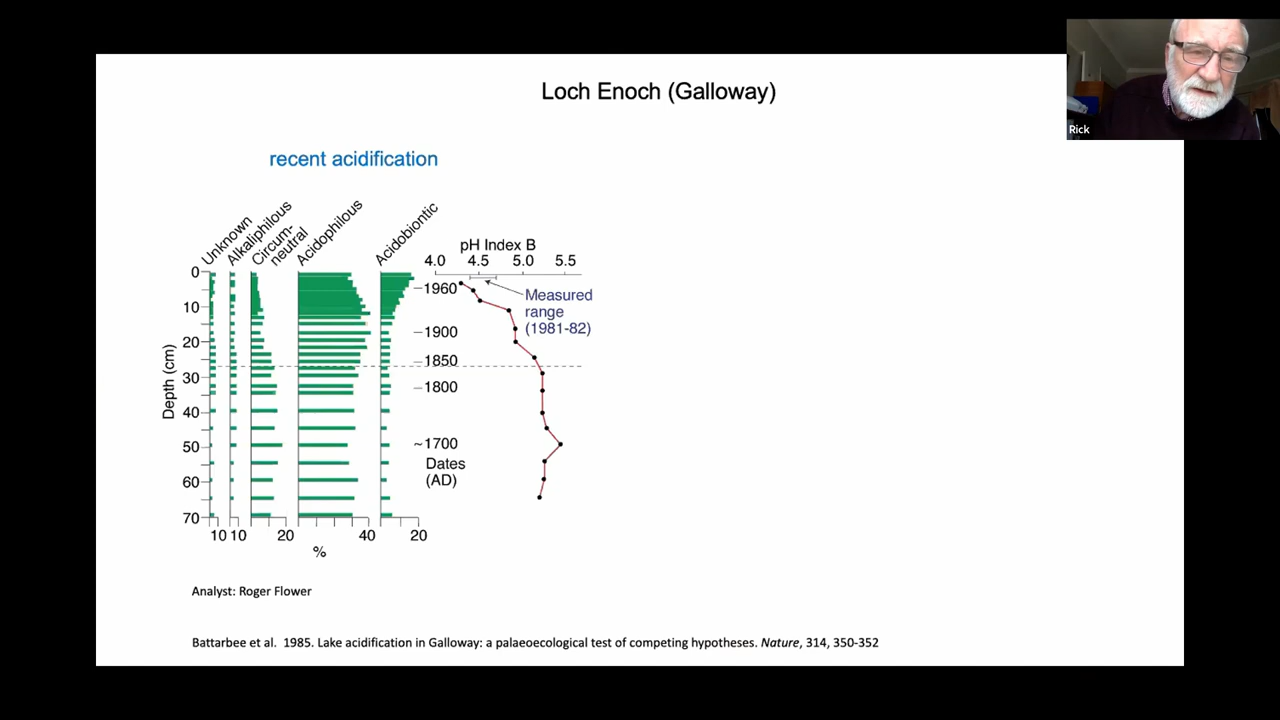 Loch Enoch (Galloway)
Rick
recent acidification
Unknown
Alkaliphilous
Circum-
neutral
Acidophilous
Acidobiontic
pH Index B
4.0 4.5 5.0 5.5
Measured
range
(1981-82)
Depth (cm)
0
10
20
30
40
50
60
70
1960
1900
1850
1800
~1700
Dates
(AD)
10 10 20 40 20
%
Analyst: Roger Flower
Battarbee et al. 1985. Lake acidification in Galloway: a palaeoecological test of competing hypotheses. Nature, 314, 350-352